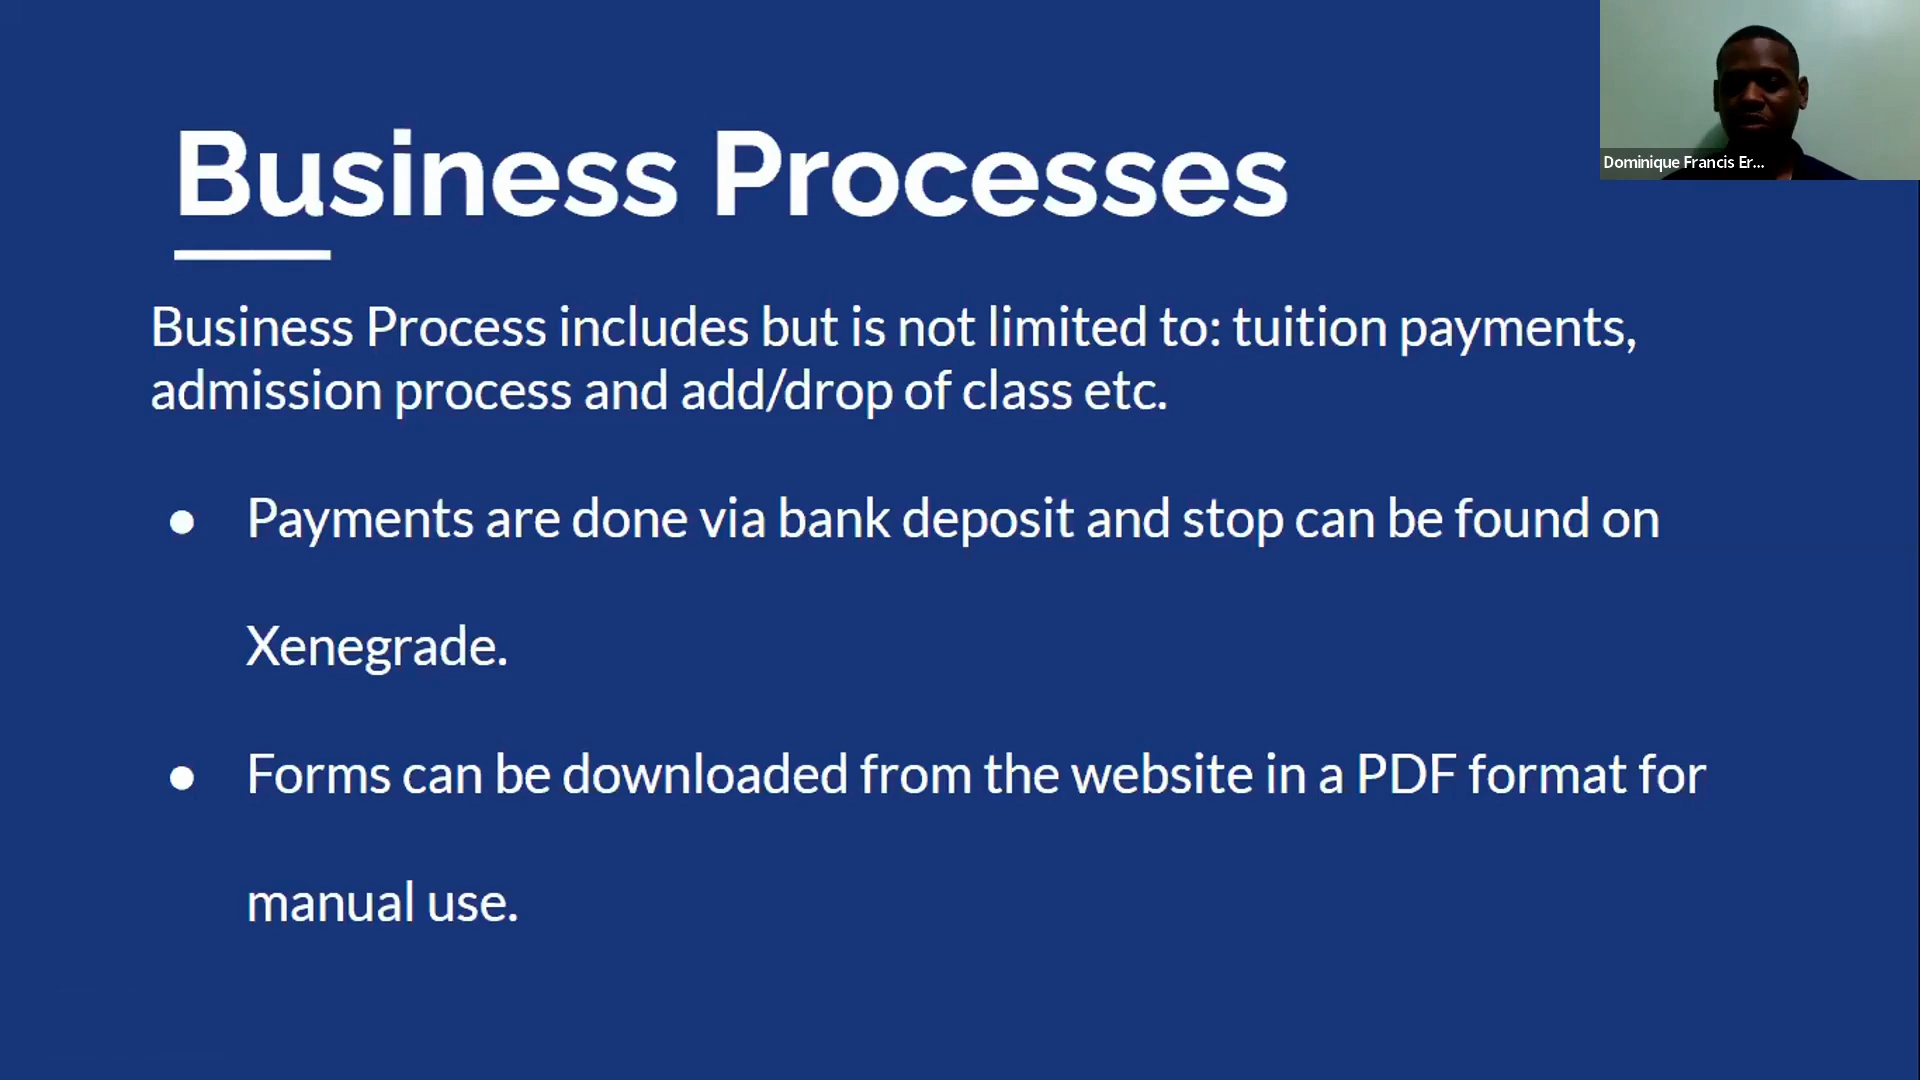 Business Processes
Dominique Francis Er...
Business Process includes but is not limited to: tuition payments,
admission process and add/drop of class etc.
● Payments are done via bank deposit and stop can be found on
Xenegrade.
● Forms can be downloaded from the website in a PDF format for
manual use.